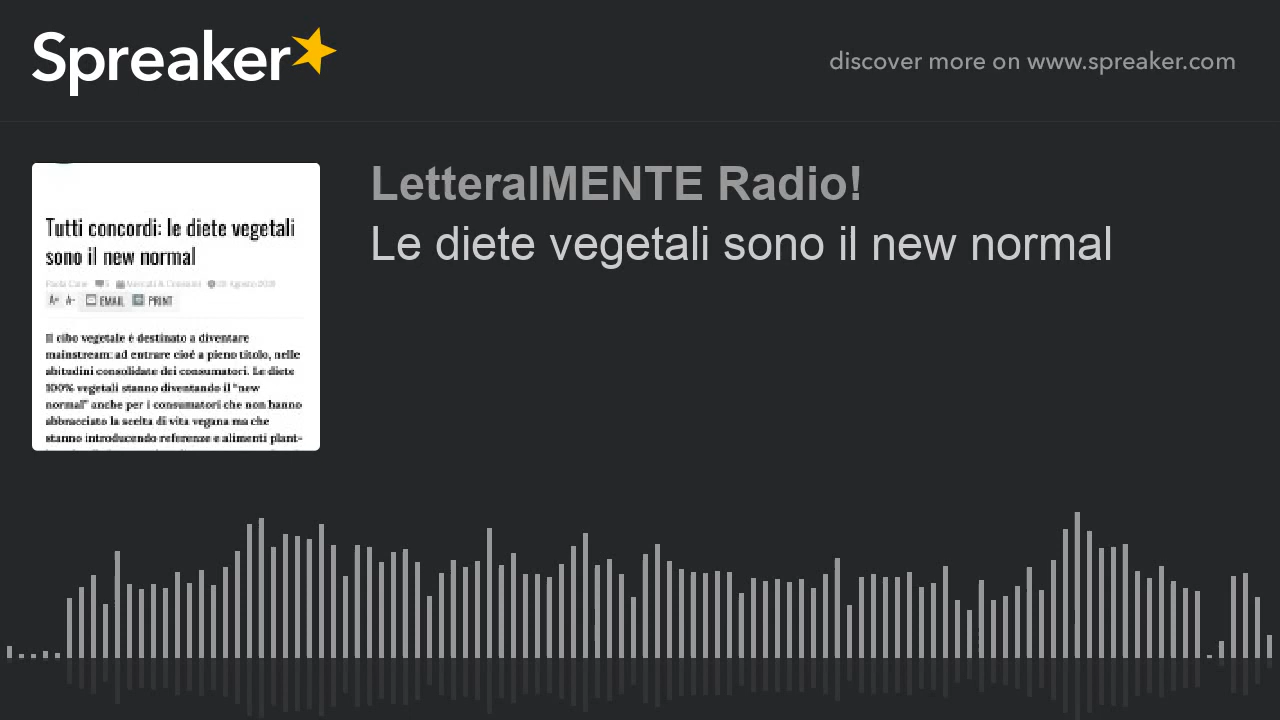 Spreaker
discover more on www.spreaker.com
LetteralMENTE Radio!
Le diete vegetali sono il new normal
Tutti concordi: le diete vegetali
sono il new normal
Mercati & Consumi
A+ A- EMAIL PRINT
Il cibo vegetale è destinato a diventare
mainstream: ad entrare cioé a pieno titolo, nelle
abitudini consolidate dei consumatori. Le diete
100% vegetali stanno diventando il "new
normal" anche per i consumatori che non hanno
abbracciato la scelta di vita vegana ma che
stanno introducendo referenze e alimenti plant-